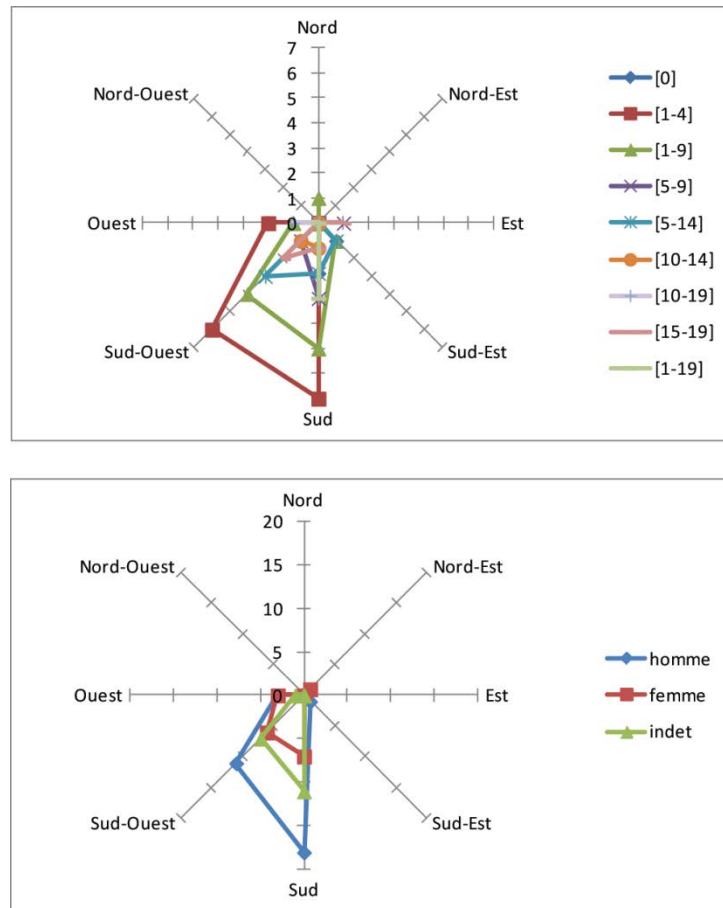 Nord
7
6
5
4
3
2
1
0
Nord-Ouest
Nord-Est
Ouest
Est
Sud-Ouest
Sud-Est
Sud
[0]
[1-4]
[1-9]
[5-9]
[5-14]
[10-14]
[10-19]
[15-19]
[1-19]
Nord
20
15
10
5
0
Nord-Ouest
Nord-Est
Ouest
Est
Sud-Ouest
Sud-Est
Sud
homme
femme
indet